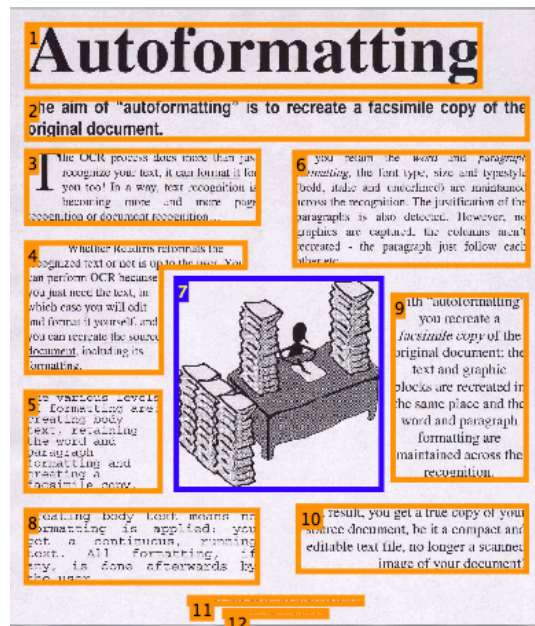 1
Autoformatting
2
he aim of "autoformatting" is to recreate a facsimile copy of the
original document.
3
The OCR process does more than jus
recognize your text, it can format it for
you too! In a way, text recognition is
becoming more and more page
recognition or document recognition...
4
Whether Readiris reformats the
recognized text or not is up to the user. You
can perform OCR because
you just need the text, in
which case you will edit
and format it yourself, and
you can recreate the source
document, including its
formatting.
5
e various levels
formatting are:
creating body
text, retaining
the word and
paragraph
formatting and
creating a
facsimile copy.
6
you retain the word and paragraph
formatting, the font type, size and typestyle
(bold, italic and underlined) are maintained
across the recognition. The justification of the
paragraphs is also detected. However, no
graphics are captured, the columns aren't
recreated - the paragraph just follow each
other etc.
7
8
eating body text means no
ormatting is applied: you
get a continuous, running
text. All formatting, if
any, is done afterwards by
the user.
9
ith "autoformatting"
you recreate a
facsimile copy of the
original document: the
text and graphic
blocks are recreated in
the same place and the
word and paragraph
formatting are
maintained across the
recognition.
10
result, you get a true copy of your
source document, be it a compact and
editable text file, no longer a scanned
image of your document!
11
12